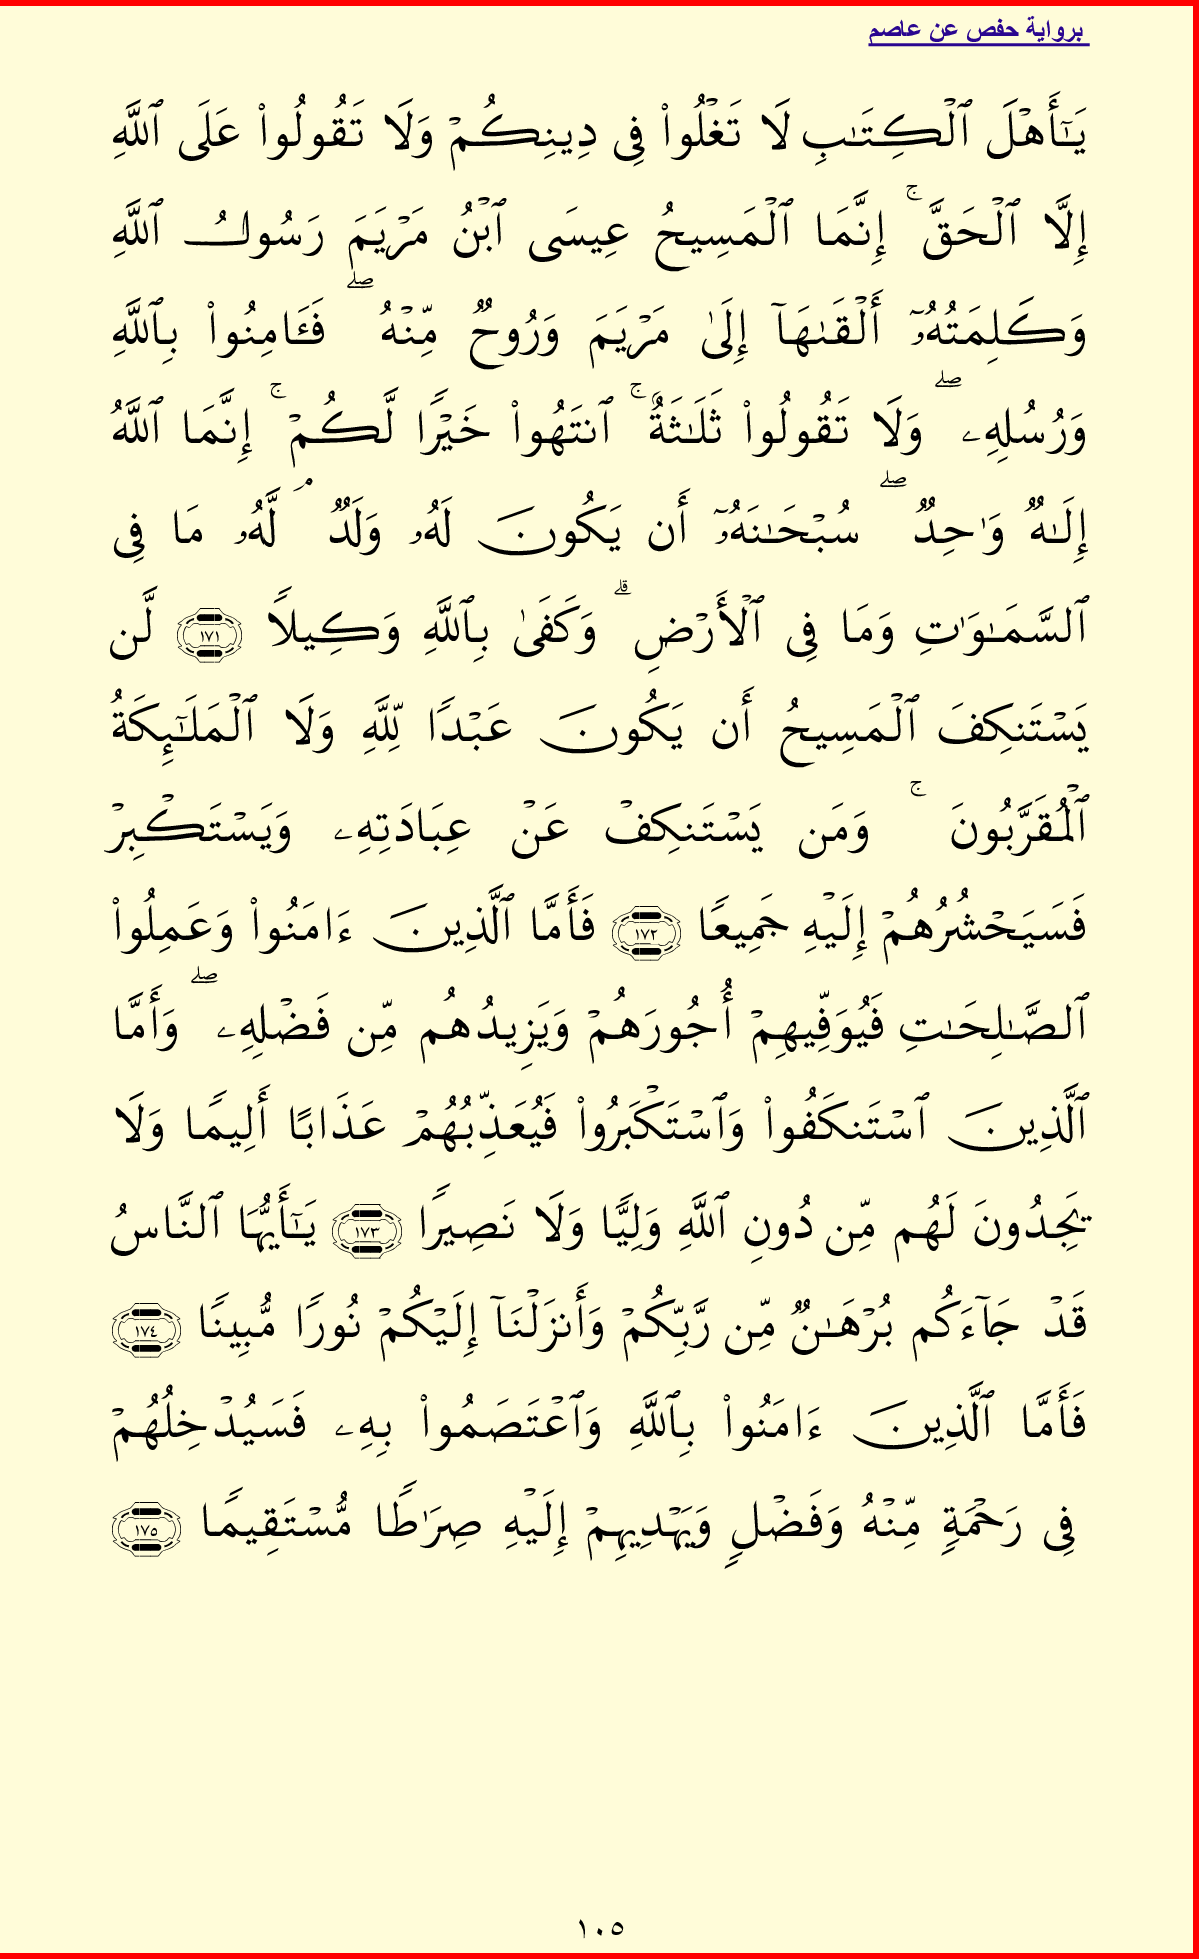 برواية حفص عن عاصم
يَـٰٓأَهْلَ ٱلْكِتَـٰبِ لَا تَغْلُوا۟ فِى دِينِكُمْ وَلَا تَقُولُوا۟ عَلَى ٱللَّهِ
إِلَّا ٱلْحَقَّ ۚ إِنَّمَا ٱلْمَسِيحُ عِيسَى ٱبْنُ مَرْيَمَ رَسُولُ ٱللَّهِ
وَكَلِمَتُهُۥٓ أَلْقَىٰهَآ إِلَىٰ مَرْيَمَ وَرُوحٌ مِّنْهُ ۖ فَـَٔامِنُوا۟ بِٱللَّهِ
وَرُسُلِهِۦ ۖ وَلَا تَقُولُوا۟ ثَلَـٰثَةٌ ۚ ٱنتَهُوا۟ خَيْرًا لَّكُمْ ۚ إِنَّمَا ٱللَّهُ
إِلَـٰهٌ وَٰحِدٌ ۖ سُبْحَـٰنَهُۥٓ أَن يَكُونَ لَهُۥ وَلَدٌ ۘ لَّهُۥ مَا فِى
ٱلسَّمَـٰوَٰتِ وَمَا فِى ٱلْأَرْضِ ۗ وَكَفَىٰ بِٱللَّهِ وَكِيلًا ١٧١ لَّن
يَسْتَنكِفَ ٱلْمَسِيحُ أَن يَكُونَ عَبْدًا لِّلَّهِ وَلَا ٱلْمَلَـٰٓئِكَةُ
ٱلْمُقَرَّبُونَ ۚ وَمَن يَسْتَنكِفْ عَنْ عِبَادَتِهِۦ وَيَسْتَكْبِرْ
فَسَيَحْشُرُهُمْ إِلَيْهِ جَمِيعًا ١٧٢ فَأَمَّا ٱلَّذِينَ ءَامَنُوا۟ وَعَمِلُوا۟
ٱلصَّـٰلِحَـٰتِ فَيُوَفِّيهِمْ أُجُورَهُمْ وَيَزِيدُهُم مِّن فَضْلِهِۦ ۖ وَأَمَّا
ٱلَّذِينَ ٱسْتَنكَفُوا۟ وَٱسْتَكْبَرُوا۟ فَيُعَذِّبُهُمْ عَذَابًا أَلِيمًا وَلَا
يَجِدُونَ لَهُم مِّن دُونِ ٱللَّهِ وَلِيًّا وَلَا نَصِيرًا ١٧٣ يَـٰٓأَيُّهَا ٱلنَّاسُ
قَدْ جَآءَكُم بُرْهَـٰنٌ مِّن رَّبِّكُمْ وَأَنزَلْنَآ إِلَيْكُمْ نُورًا مُّبِينًا ١٧٤
فَأَمَّا ٱلَّذِينَ ءَامَنُوا۟ بِٱللَّهِ وَٱعْتَصَمُوا۟ بِهِۦ فَسَيُدْخِلُهُمْ
فِى رَحْمَةٍ مِّنْهُ وَفَضْلٍ وَيَهْدِيهِمْ إِلَيْهِ صِرَٰطًا مُّسْتَقِيمًا ١٧٥
١٠٥